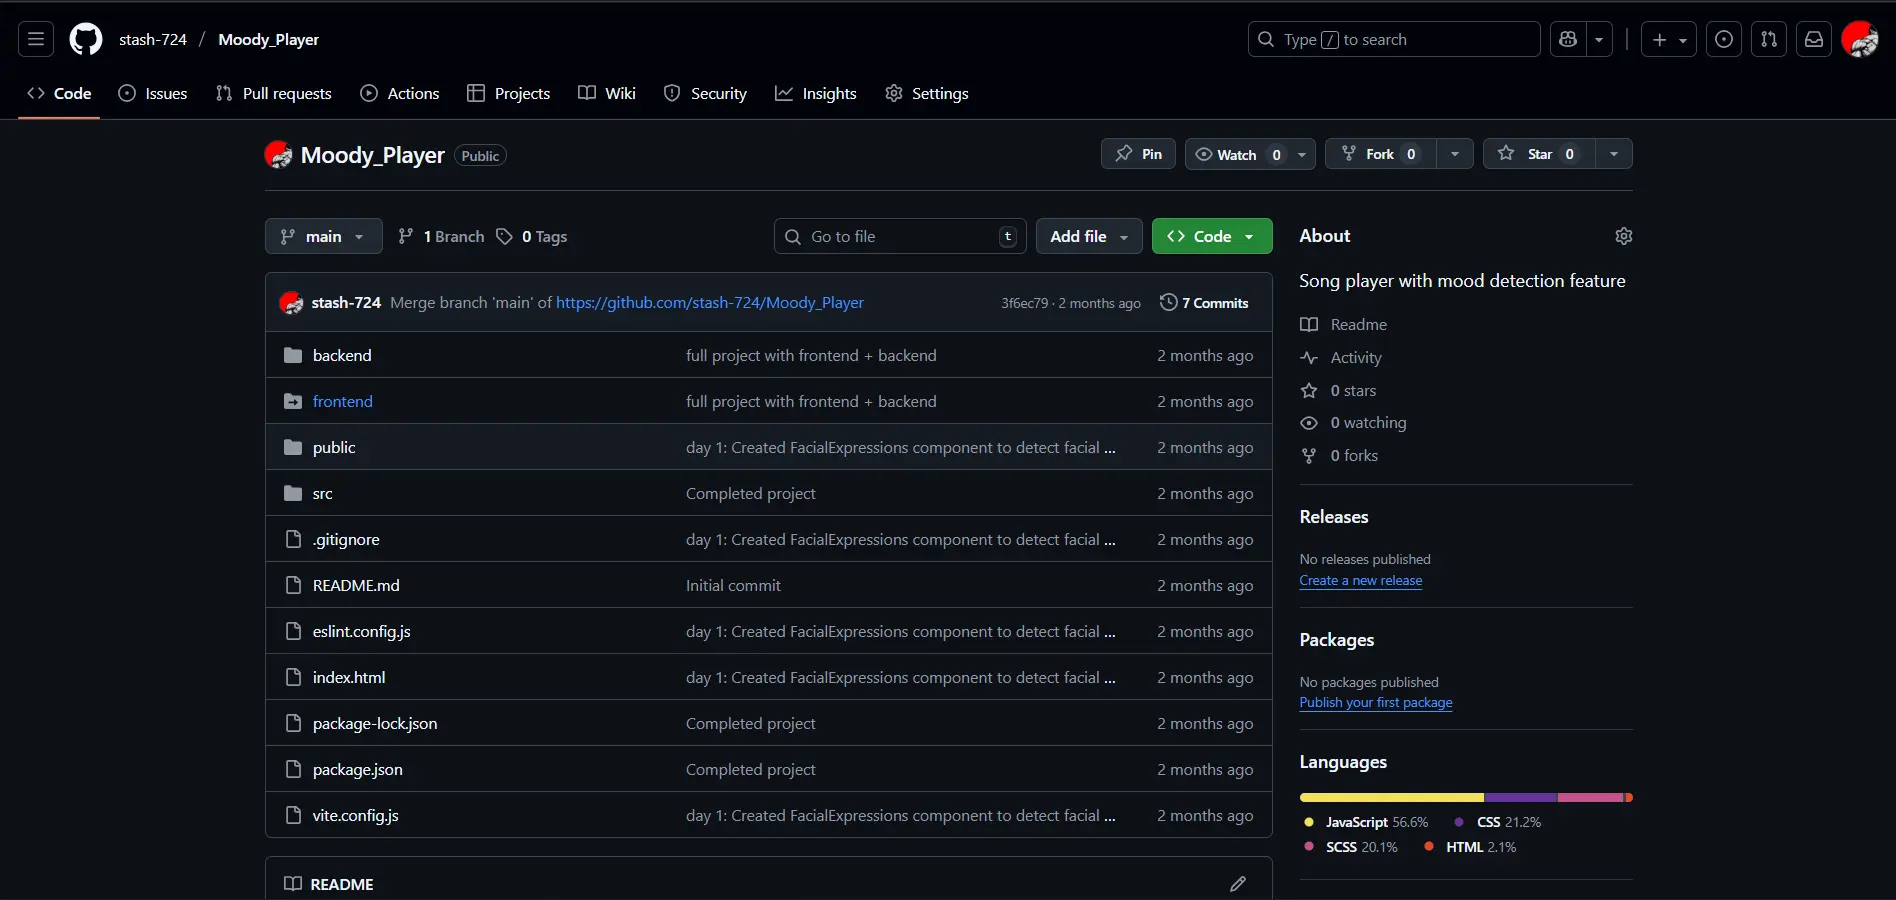 stash-724 / Moody_Player
Type / to search
Code Issues Pull requests Actions Projects Wiki Security Insights Settings
Moody_Player Public
Pin Watch 0 Fork 0 Star 0
main 1 Branch 0 Tags Go to file t Add file Code
stash-724 Merge branch 'main' of https://github.com/stash-724/Moody_Player 3f6ec79 · 2 months ago 7 Commits
backend full project with frontend + backend 2 months ago
frontend full project with frontend + backend 2 months ago
public day 1: Created FacialExpressions component to detect facial ... 2 months ago
src Completed project 2 months ago
.gitignore day 1: Created FacialExpressions component to detect facial ... 2 months ago
README.md Initial commit 2 months ago
eslint.config.js day 1: Created FacialExpressions component to detect facial ... 2 months ago
index.html day 1: Created FacialExpressions component to detect facial ... 2 months ago
package-lock.json Completed project 2 months ago
package.json Completed project 2 months ago
vite.config.js day 1: Created FacialExpressions component to detect facial ... 2 months ago
README
About
Song player with mood detection feature
Readme
Activity
0 stars
0 watching
0 forks
Releases
No releases published
Create a new release
Packages
No packages published
Publish your first package
Languages
JavaScript 56.6% CSS 21.2%
SCSS 20.1% HTML 2.1%